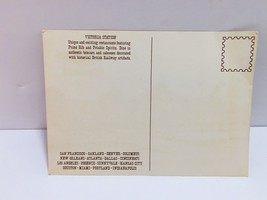 VICTORIA STATION
Unique and exciting restaurants featuring
Prime Rib and Potable Spirits. Dine in
authentic boxcars and cabooses decorated
with historical British Railway artifacts.
SAN FRANCISCO - OAKLAND - DENVER - COLUMBUS
NEW ORLEANS - ATLANTA - DALLAS - CINCINNATI
LOS ANGELES - PHOENIX - SUNNYVALE - KANSAS CITY
HOUSTON - MIAMI - PORTLAND - INDIANAPOLIS